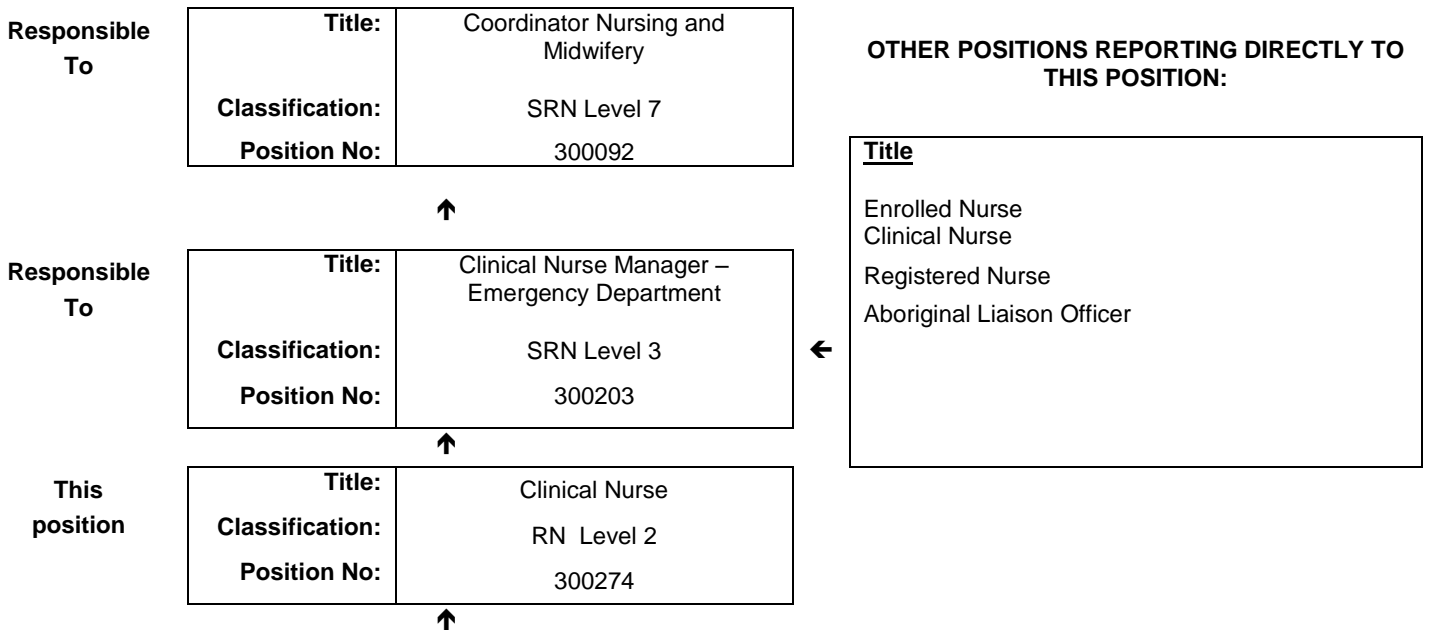 Responsible
To
Title: Coordinator Nursing and
Midwifery
Classification: SRN Level 7
Position No: 300092
OTHER POSITIONS REPORTING DIRECTLY TO
THIS POSITION:
Title
Enrolled Nurse
Clinical Nurse
Registered Nurse
Aboriginal Liaison Officer
Responsible
To
Title: Clinical Nurse Manager –
Emergency Department
Classification: SRN Level 3
Position No: 300203
This
position
Title: Clinical Nurse
Classification: RN Level 2
Position No: 300274